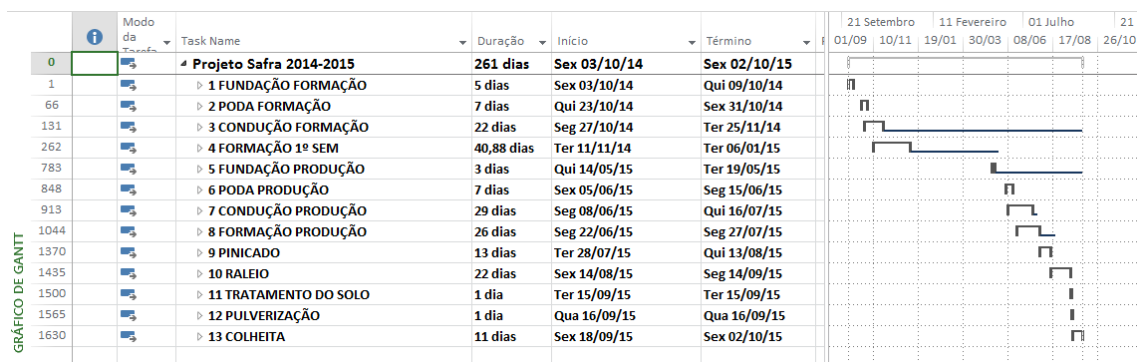 Modo da Tarefa Task Name Duração Início Término 21 Setembro 11 Fevereiro 01 Julho 21
01/09 10/11 19/01 30/03 08/06 17/08 26/10
0 Projeto Safra 2014-2015 261 dias Sex 03/10/14 Sex 02/10/15
1 1 FUNDAÇÃO FORMAÇÃO 5 dias Sex 03/10/14 Qui 09/10/14
66 2 PODA FORMAÇÃO 7 dias Qui 23/10/14 Sex 31/10/14
131 3 CONDUÇÃO FORMAÇÃO 22 dias Seg 27/10/14 Ter 25/11/14
262 4 FORMAÇÃO 1º SEM 40,88 dias Ter 11/11/14 Ter 06/01/15
783 5 FUNDAÇÃO PRODUÇÃO 3 dias Qui 14/05/15 Ter 19/05/15
848 6 PODA PRODUÇÃO 7 dias Sex 05/06/15 Seg 15/06/15
913 7 CONDUÇÃO PRODUÇÃO 29 dias Seg 08/06/15 Qui 16/07/15
1044 8 FORMAÇÃO PRODUÇÃO 26 dias Seg 22/06/15 Seg 27/07/15
1370 9 PINICADO 13 dias Ter 28/07/15 Qui 13/08/15
1435 10 RALEIO 22 dias Sex 14/08/15 Seg 14/09/15
1500 11 TRATAMENTO DO SOLO 1 dia Ter 15/09/15 Ter 15/09/15
1565 12 PULVERIZAÇÃO 1 dia Qua 16/09/15 Qua 16/09/15
1630 13 COLHEITA 11 dias Sex 18/09/15 Sex 02/10/15
GRÁFICO DE GANTT